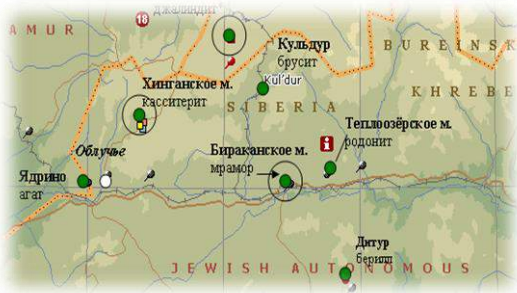 джалиндит
18
AMUR
Кульдур
брусит
BUREINSK
Kul'dur
Хинганское м.
касситерит
SIBERIA
KHREBE
Теплоозёрское м.
родонит
i
Облучье
Бираканское м.
мрамор
Ядрино
агат
Дитур
берилл
JEWISH AUTONOMOUS